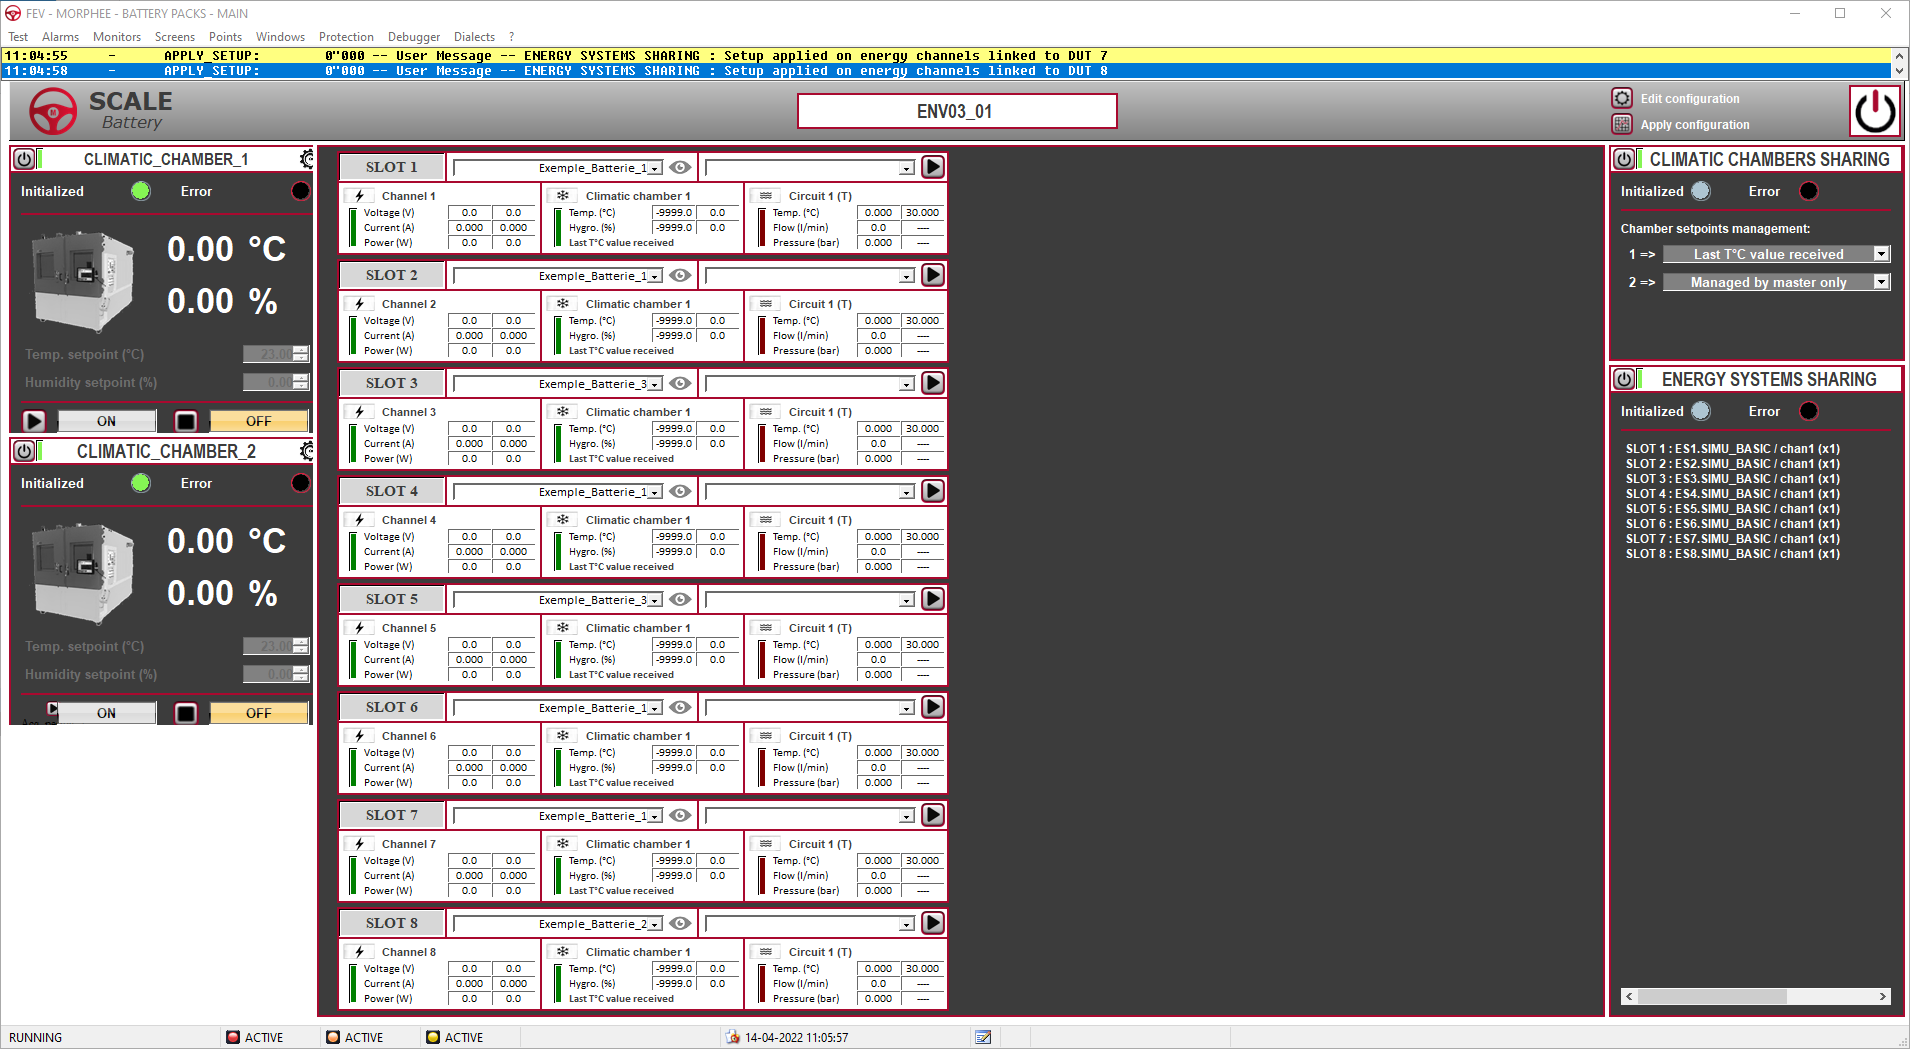 FEV - MORPHEE - BATTERY PACKS - MAIN
Test Alarms Monitors Screens Points Windows Protection Debugger Dialects ?
11:04:55 - APPLY_SETUP: 0"000 -- User Message -- ENERGY SYSTEMS SHARING : Setup applied on energy channels linked to DUT 7
11:04:58 - APPLY_SETUP: 0"000 -- User Message -- ENERGY SYSTEMS SHARING : Setup applied on energy channels linked to DUT 8
SCALE
Battery
ENV03_01
Edit configuration
Apply configuration
CLIMATIC_CHAMBER_1
Initialized Error
0.00 °C
0.00 %
Temp. setpoint (°C) 23.00
Humidity setpoint (%) 0.00
ON OFF
CLIMATIC_CHAMBER_2
Initialized Error
0.00 °C
0.00 %
Temp. setpoint (°C) 23.00
Humidity setpoint (%) 0.00
ON OFF
SLOT 1 Exemple_Batterie_1
Channel 1 Climatic chamber 1 Circuit 1 (T)
Voltage (V) 0.0 0.0 Temp. (°C) -9999.0 0.0 Temp. (°C) 0.000 30.000
Current (A) 0.000 0.000 Hygro. (%) -9999.0 0.0 Flow (l/min) 0.0 ----
Power (W) 0.0 0.0 Last T°C value received Pressure (bar) 0.000 ----
SLOT 2 Exemple_Batterie_1
Channel 2 Climatic chamber 1 Circuit 1 (T)
Voltage (V) 0.0 0.0 Temp. (°C) -9999.0 0.0 Temp. (°C) 0.000 30.000
Current (A) 0.000 0.000 Hygro. (%) -9999.0 0.0 Flow (l/min) 0.0 ----
Power (W) 0.0 0.0 Last T°C value received Pressure (bar) 0.000 ----
SLOT 3 Exemple_Batterie_3
Channel 3 Climatic chamber 1 Circuit 1 (T)
Voltage (V) 0.0 0.0 Temp. (°C) -9999.0 0.0 Temp. (°C) 0.000 30.000
Current (A) 0.000 0.000 Hygro. (%) -9999.0 0.0 Flow (l/min) 0.0 ----
Power (W) 0.0 0.0 Last T°C value received Pressure (bar) 0.000 ----
SLOT 4 Exemple_Batterie_1
Channel 4 Climatic chamber 1 Circuit 1 (T)
Voltage (V) 0.0 0.0 Temp. (°C) -9999.0 0.0 Temp. (°C) 0.000 30.000
Current (A) 0.000 0.000 Hygro. (%) -9999.0 0.0 Flow (l/min) 0.0 ----
Power (W) 0.0 0.0 Last T°C value received Pressure (bar) 0.000 ----
SLOT 5 Exemple_Batterie_3
Channel 5 Climatic chamber 1 Circuit 1 (T)
Voltage (V) 0.0 0.0 Temp. (°C) -9999.0 0.0 Temp. (°C) 0.000 30.000
Current (A) 0.000 0.000 Hygro. (%) -9999.0 0.0 Flow (l/min) 0.0 ----
Power (W) 0.0 0.0 Last T°C value received Pressure (bar) 0.000 ----
SLOT 6 Exemple_Batterie_1
Channel 6 Climatic chamber 1 Circuit 1 (T)
Voltage (V) 0.0 0.0 Temp. (°C) -9999.0 0.0 Temp. (°C) 0.000 30.000
Current (A) 0.000 0.000 Hygro. (%) -9999.0 0.0 Flow (l/min) 0.0 ----
Power (W) 0.0 0.0 Last T°C value received Pressure (bar) 0.000 ----
SLOT 7 Exemple_Batterie_1
Channel 7 Climatic chamber 1 Circuit 1 (T)
Voltage (V) 0.0 0.0 Temp. (°C) -9999.0 0.0 Temp. (°C) 0.000 30.000
Current (A) 0.000 0.000 Hygro. (%) -9999.0 0.0 Flow (l/min) 0.0 ----
Power (W) 0.0 0.0 Last T°C value received Pressure (bar) 0.000 ----
SLOT 8 Exemple_Batterie_2
Channel 8 Climatic chamber 1 Circuit 1 (T)
Voltage (V) 0.0 0.0 Temp. (°C) -9999.0 0.0 Temp. (°C) 0.000 30.000
Current (A) 0.000 0.000 Hygro. (%) -9999.0 0.0 Flow (l/min) 0.0 ----
Power (W) 0.0 0.0 Last T°C value received Pressure (bar) 0.000 ----
CLIMATIC CHAMBERS SHARING
Initialized Error
Chamber setpoints management:
1 => Last T°C value received
2 => Managed by master only
ENERGY SYSTEMS SHARING
Initialized Error
SLOT 1 : ES1.SIMU_BASIC / chan1 (x1)
SLOT 2 : ES2.SIMU_BASIC / chan1 (x1)
SLOT 3 : ES3.SIMU_BASIC / chan1 (x1)
SLOT 4 : ES4.SIMU_BASIC / chan1 (x1)
SLOT 5 : ES5.SIMU_BASIC / chan1 (x1)
SLOT 6 : ES6.SIMU_BASIC / chan1 (x1)
SLOT 7 : ES7.SIMU_BASIC / chan1 (x1)
SLOT 8 : ES8.SIMU_BASIC / chan1 (x1)
RUNNING ACTIVE ACTIVE ACTIVE 14-04-2022 11:05:57